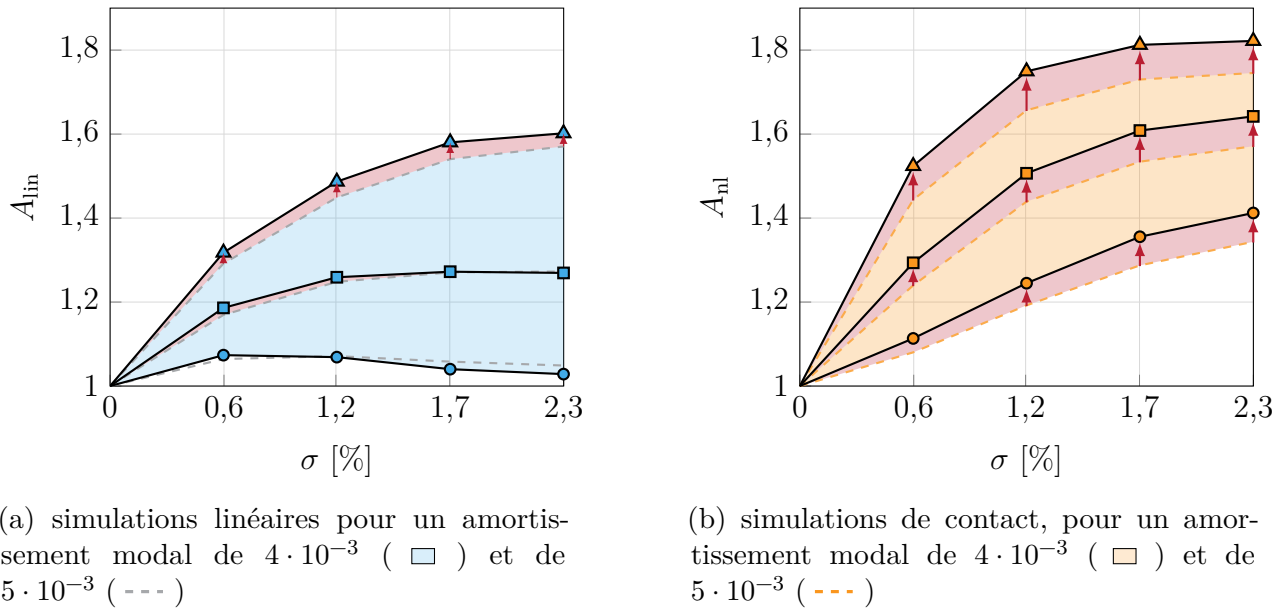 1,8
1,6
1,4
1,2
1
A_lin
0 0,6 1,2 1,7 2,3
σ [%]
(a) simulations linéaires pour un amortis-
sement modal de 4 · 10⁻³ ( ) et de
5 · 10⁻³ ( )
1,8
1,6
1,4
1,2
1
A_nl
0 0,6 1,2 1,7 2,3
σ [%]
(b) simulations de contact, pour un amor-
tissement modal de 4 · 10⁻³ ( ) et de
5 · 10⁻³ ( )